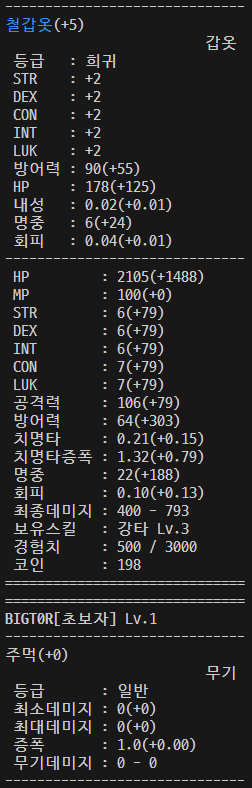 --------------------------------
철갑옷(+5)
갑옷
등급 : 희귀
STR : +2
DEX : +2
CON : +2
INT : +2
LUK : +2
방어력 : 90(+55)
HP : 178(+125)
내성 : 0.02(+0.01)
명중 : 6(+24)
회피 : 0.04(+0.01)
--------------------------------
HP : 2105(+1488)
MP : 100(+0)
STR : 6(+79)
DEX : 6(+79)
INT : 6(+79)
CON : 7(+79)
LUK : 7(+79)
공격력 : 106(+79)
방어력 : 64(+303)
치명타 : 0.21(+0.15)
치명타증폭 : 1.32(+0.79)
명중 : 22(+188)
회피 : 0.10(+0.13)
최종데미지 : 400 - 793
보유스킬 : 강타 Lv.3
경험치 : 500 / 3000
코인 : 198
================================
================================
BIGT0R[초보자] Lv.1
--------------------------------
주먹(+0)
무기
등급 : 일반
최소데미지 : 0(+0)
최대데미지 : 0(+0)
증폭 : 1.0(+0.00)
무기데미지 : 0 - 0
--------------------------------